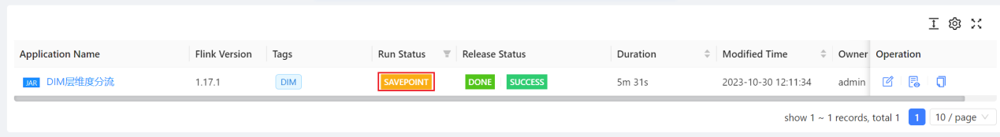 Application Name Flink Version Tags Run Status Release Status Duration Modified Time Owner Operation
JAR DIM层维度分流 1.17.1 DIM SAVEPOINT DONE SUCCESS 5m 31s 2023-10-30 12:11:34 admin
show 1 ~ 1 records, total 1 1 10 / page